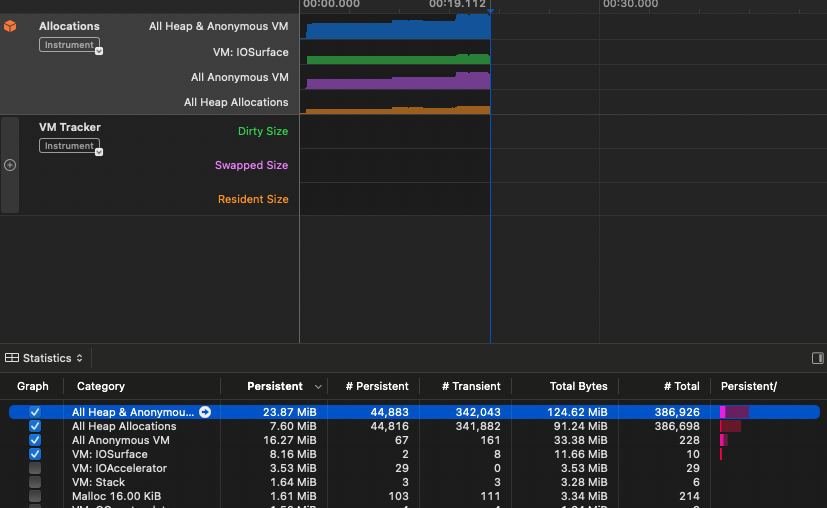 00:00.000 00:19.112 00:30.000
Allocations
Instrument
All Heap & Anonymous VM
VM: IOSurface
All Anonymous VM
All Heap Allocations
VM Tracker
Instrument
Dirty Size
Swapped Size
Resident Size
Statistics
Graph Category Persistent # Persistent # Transient Total Bytes # Total Persistent/
All Heap & Anonymou... 23.87 MiB 44,883 342,043 124.62 MiB 386,926
All Heap Allocations 7.60 MiB 44,816 341,882 91.24 MiB 386,698
All Anonymous VM 16.27 MiB 67 161 33.38 MiB 228
VM: IOSurface 8.16 MiB 2 8 11.66 MiB 10
VM: IOAccelerator 3.53 MiB 29 0 3.53 MiB 29
VM: Stack 1.64 MiB 3 3 3.28 MiB 6
Malloc 16.00 KiB 1.61 MiB 103 111 3.34 MiB 214